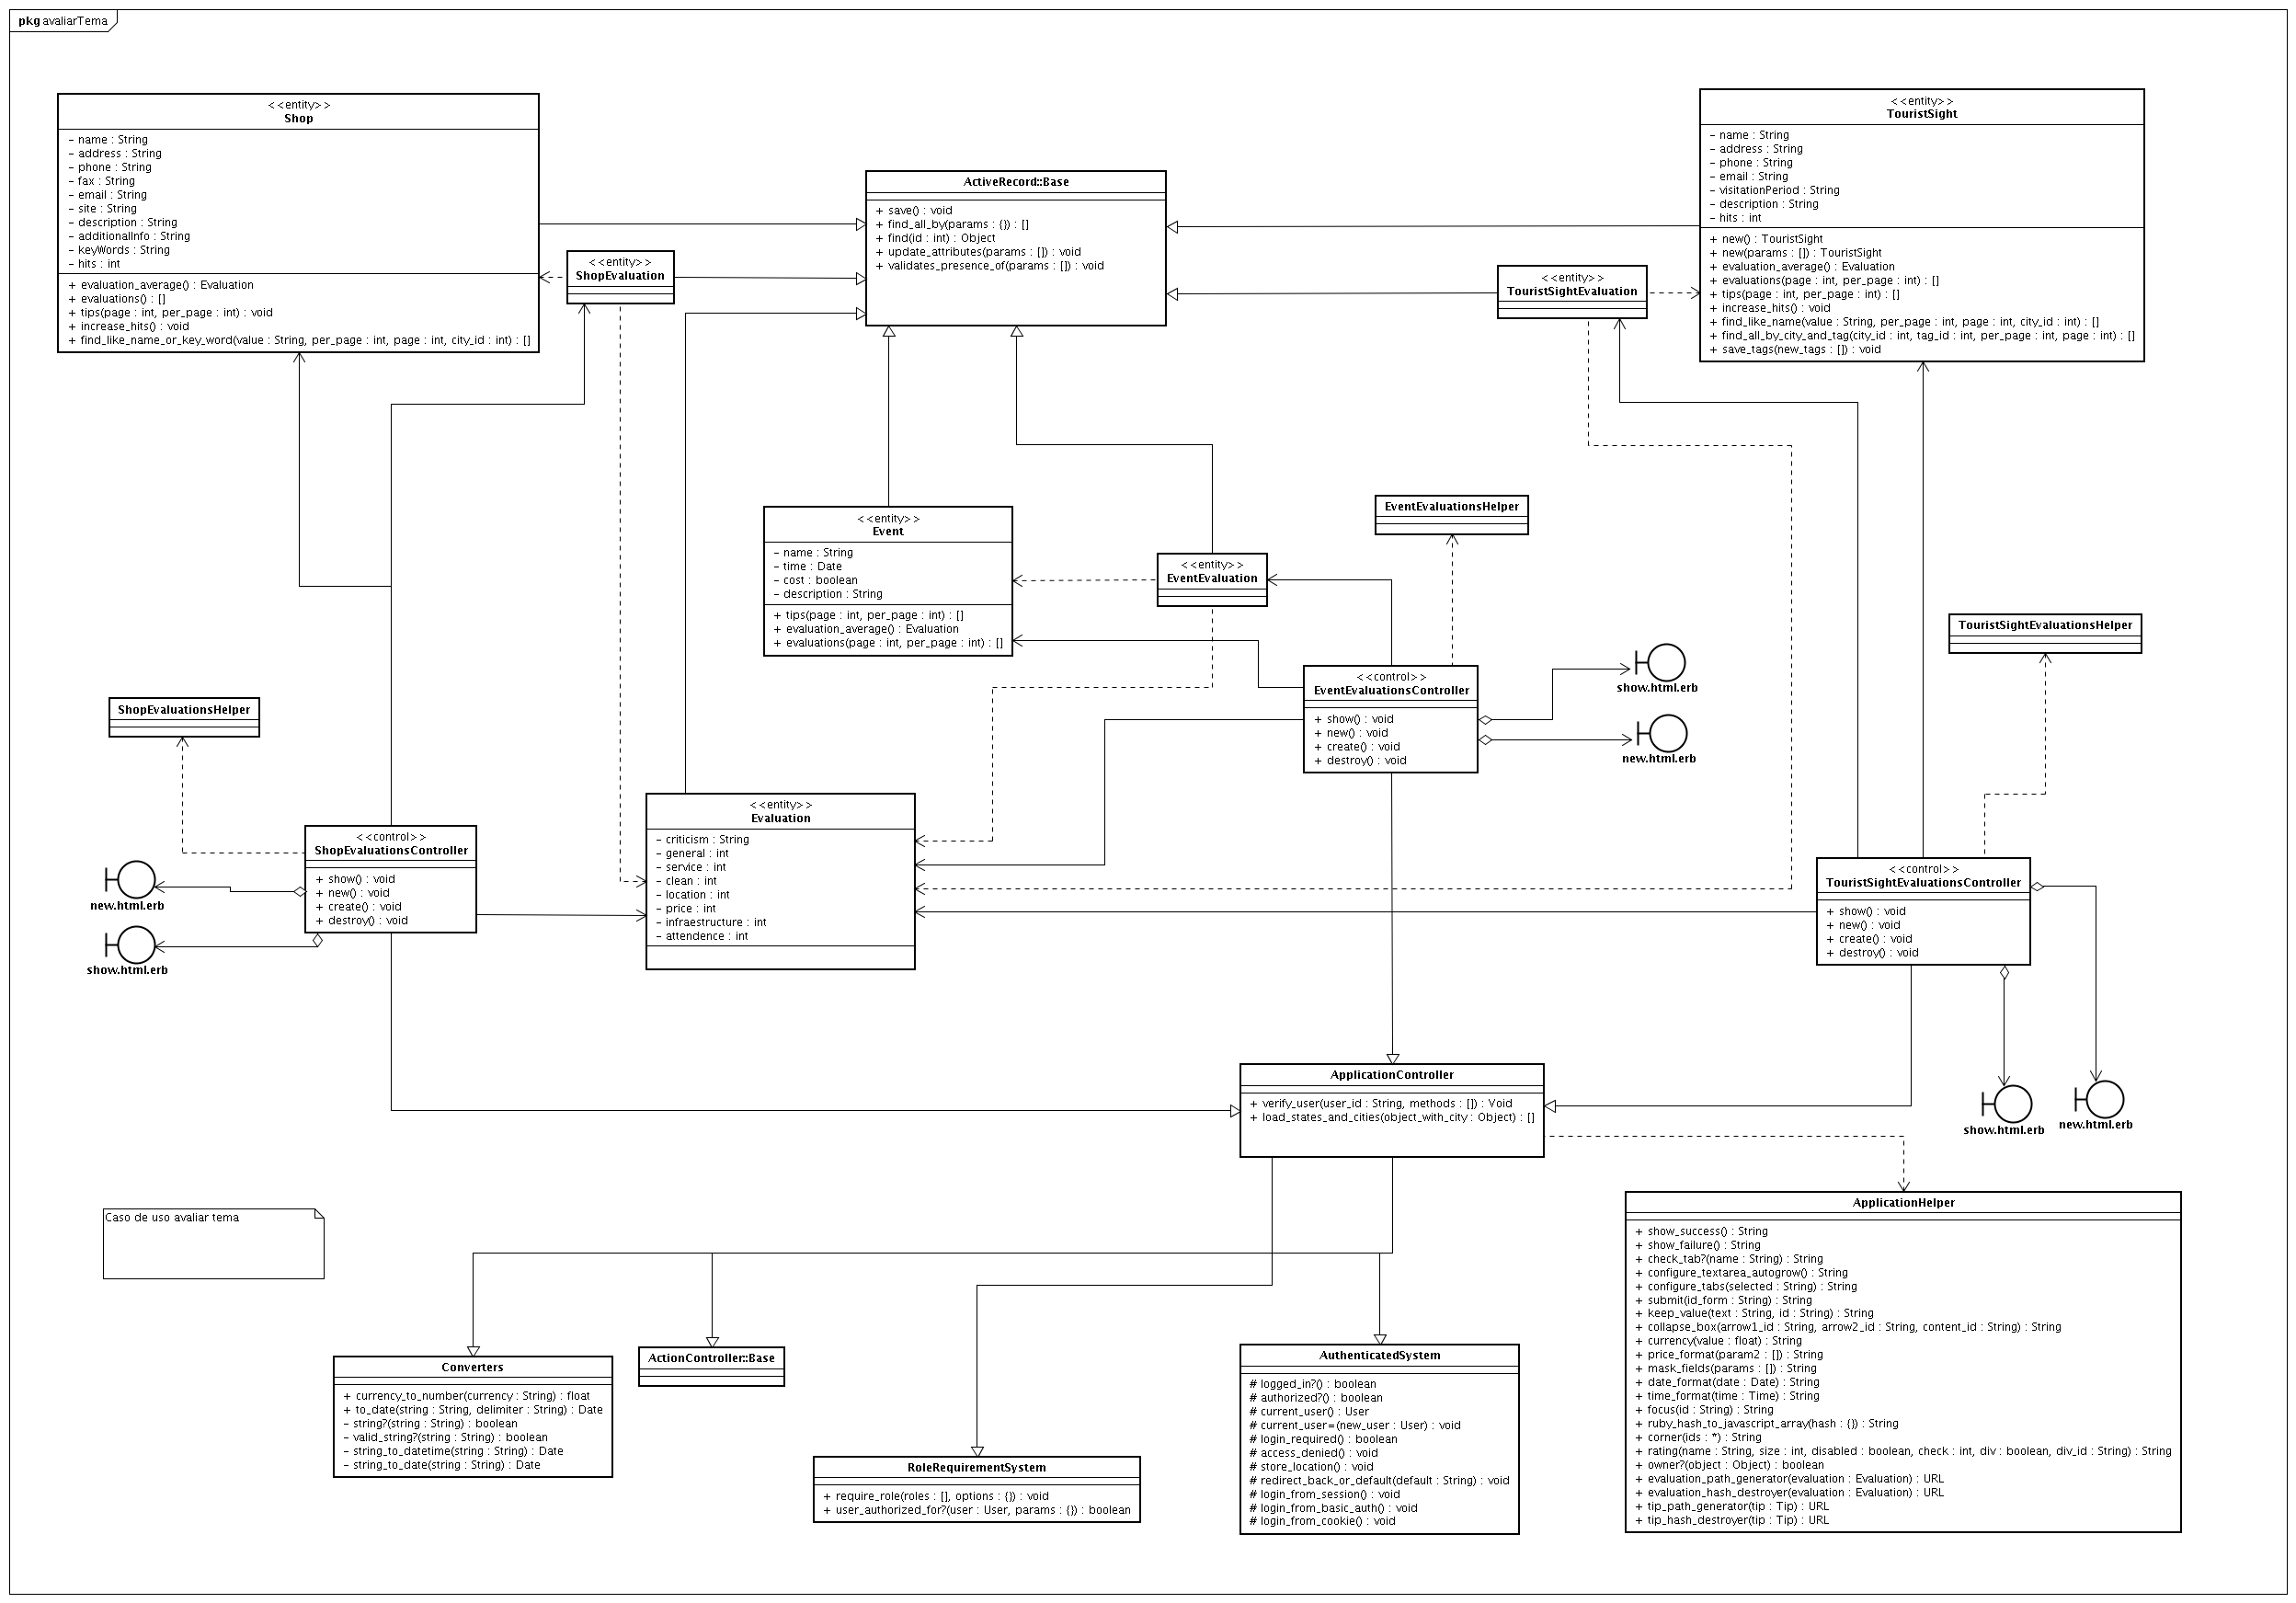 pkg avaliarTema
<<entity>>
Shop
- name : String
- address : String
- phone : String
- fax : String
- email : String
- site : String
- description : String
- additionalInfo : String
- keyWords : String
- hits : int
+ evaluation_average() : Evaluation
+ evaluations() : []
+ tips(page : int, per_page : int) : void
+ increase_hits() : void
+ find_like_name_or_key_word(value : String, per_page : int, page : int, city_id : int) : []
<<entity>>
ShopEvaluation
ActiveRecord::Base
+ save() : void
+ find_all_by(params : {}) : []
+ find(id : int) : Object
+ update_attributes(params : []) : void
+ validates_presence_of(params : []) : void
<<entity>>
TouristSightEvaluation
<<entity>>
TouristSight
- name : String
- address : String
- phone : String
- email : String
- visitationPeriod : String
- description : String
- hits : int
+ new() : TouristSight
+ new(params : []) : TouristSight
+ evaluation_average() : Evaluation
+ evaluations(page : int, per_page : int) : []
+ tips(page : int, per_page : int) : []
+ increase_hits() : void
+ find_like_name(value : String, per_page : int, page : int, city_id : int) : []
+ find_all_by_city_and_tag(city_id : int, tag_id : int, per_page : int, page : int) : []
+ save_tags(new_tags : []) : void
<<entity>>
Event
- name : String
- time : Date
- cost : boolean
- description : String
+ tips(page : int, per_page : int) : []
+ evaluation_average() : Evaluation
+ evaluations(page : int, per_page : int) : []
<<entity>>
EventEvaluation
EventEvaluationsHelper
TouristSightEvaluationsHelper
<<control>>
EventEvaluationsController
+ show() : void
+ new() : void
+ create() : void
+ destroy() : void
show.html.erb
new.html.erb
ShopEvaluationsHelper
<<control>>
ShopEvaluationsController
+ show() : void
+ new() : void
+ create() : void
+ destroy() : void
new.html.erb
show.html.erb
<<entity>>
Evaluation
- criticism : String
- general : int
- service : int
- clean : int
- location : int
- price : int
- infraestructure : int
- attendence : int
<<control>>
TouristSightEvaluationsController
+ show() : void
+ new() : void
+ create() : void
+ destroy() : void
show.html.erb
new.html.erb
ApplicationController
+ verify_user(user_id : String, methods : []) : Void
+ load_states_and_cities(object_with_city : Object) : []
Caso de uso avaliar tema
ApplicationHelper
+ show_success() : String
+ show_failure() : String
+ check_tab?(name : String) : String
+ configure_textarea_autogrow() : String
+ configure_tabs(selected : String) : String
+ submit(id_form : String) : String
+ keep_value(text : String, id : String) : String
+ collapse_box(arrow1_id : String, arrow2_id : String, content_id : String) : String
+ currency(value : float) : String
+ price_format(param2 : []) : String
+ mask_fields(params : []) : String
+ date_format(date : Date) : String
+ time_format(time : Time) : String
+ focus(id : String) : String
+ ruby_hash_to_javascript_array(hash : {}) : String
+ corner(ids : *) : String
+ rating(name : String, size : int, disabled : boolean, check : int, div : boolean, div_id : String) : String
+ owner?(object : Object) : boolean
+ evaluation_path_generator(evaluation : Evaluation) : URL
+ evaluation_hash_destroyer(evaluation : Evaluation) : URL
+ tip_path_generator(tip : Tip) : URL
+ tip_hash_destroyer(tip : Tip) : URL
Converters
+ currency_to_number(currency : String) : float
+ to_date(string : String, delimiter : String) : Date
- string?(string : String) : boolean
- valid_string?(string : String) : boolean
- string_to_datetime(string : String) : Date
- string_to_date(string : String) : Date
ActionController::Base
RoleRequirementSystem
+ require_role(roles : [], options : {}) : void
+ user_authorized_for?(user : User, params : {}) : boolean
AuthenticatedSystem
# logged_in?() : boolean
# authorized?() : boolean
# current_user() : User
# current_user=(new_user : User) : void
# login_required() : boolean
# access_denied() : void
# store_location() : void
# redirect_back_or_default(default : String) : void
# login_from_session() : void
# login_from_basic_auth() : void
# login_from_cookie() : void